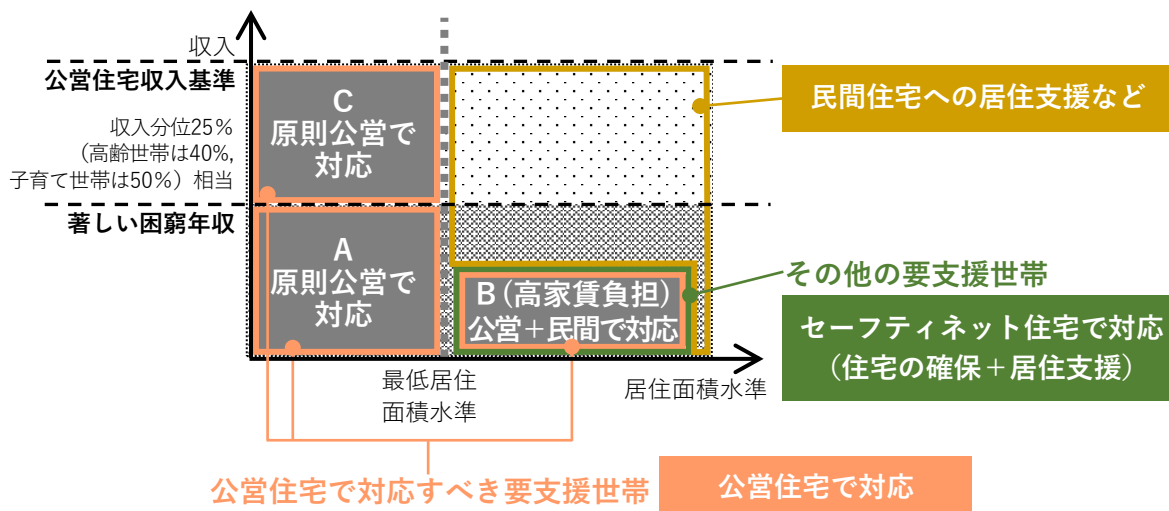 収入
公営住宅収入基準
収入分位25%
(高齢世帯は40%,
子育て世帯は50%)相当
著しい困窮年収
C
原則公営で
対応
A
原則公営で
対応
B(高家賃負担)
公営+民間で対応
民間住宅への居住支援など
その他の要支援世帯
セーフティネット住宅で対応
(住宅の確保+居住支援)
最低居住
面積水準
居住面積水準
公営住宅で対応すべき要支援世帯
公営住宅で対応